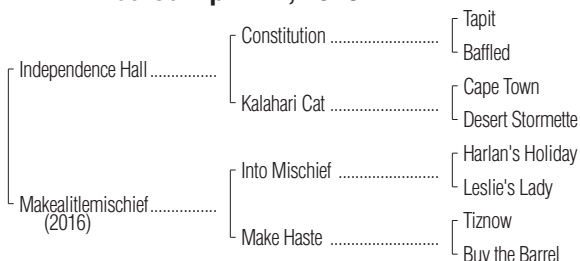 Tapit
Constitution
Baffled
Independence Hall
Cape Town
Kalahari Cat
Desert Stormette
Harlan's Holiday
Into Mischief
Leslie's Lady
Makealitlemischief
(2016)
Tiznow
Make Haste
Buy the Barrel